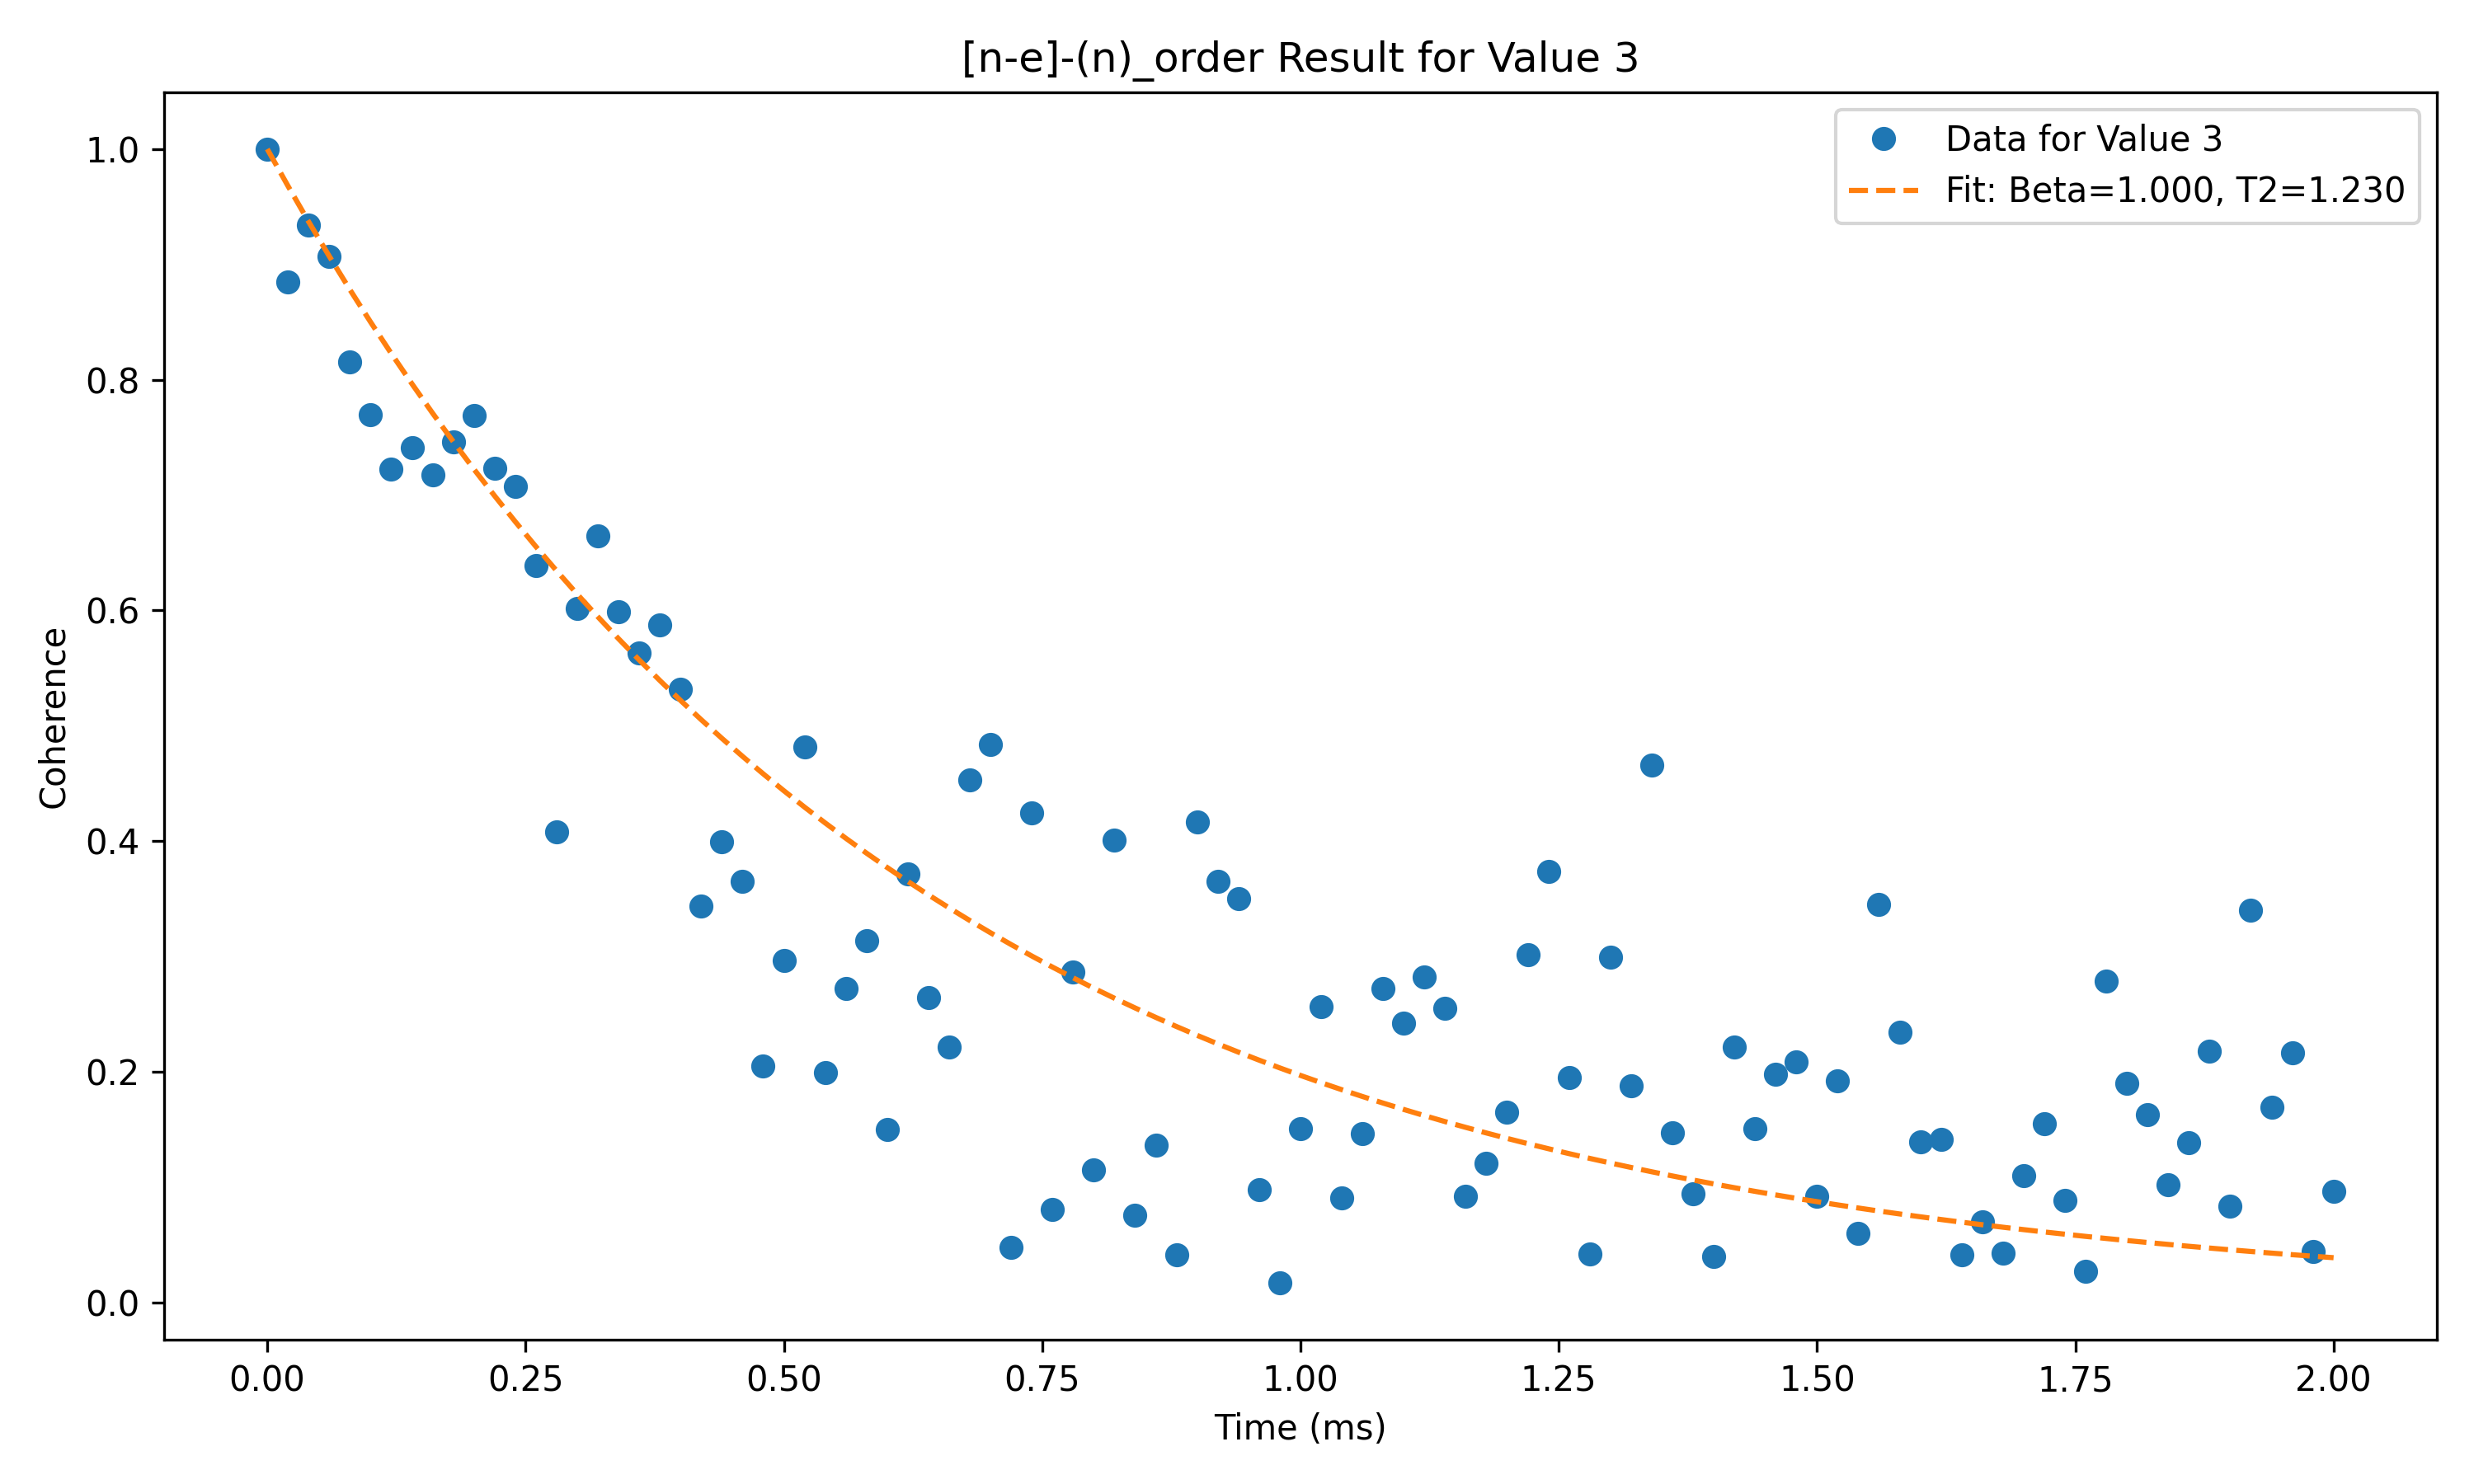 [n-e]-(n)_order Result for Value 3
Data for Value 3
Fit: Beta=1.000, T2=1.230
Coherence
1.0
0.8
0.6
0.4
0.2
0.0
0.00 0.25 0.50 0.75 1.00 1.25 1.50 1.75 2.00
Time (ms)